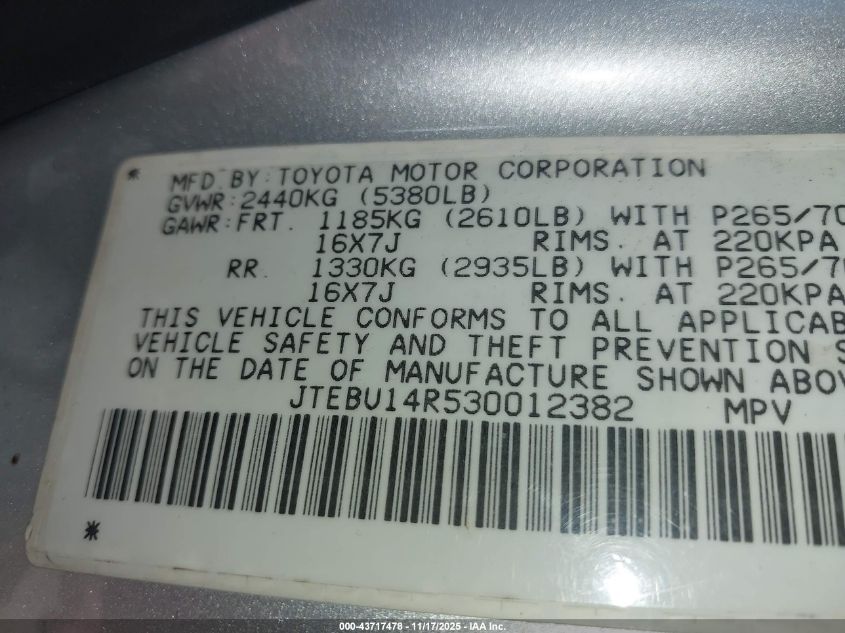 * MFD. BY: TOYOTA MOTOR CORPORATION
GVWR: 2440KG (5380LB)
GAWR: FRT. 1185KG (2610LB) WITH P265/70
16X7J RIMS. AT 220KPA
RR. 1330KG (2935LB) WITH P265/70
16X7J RIMS. AT 220KPA
THIS VEHICLE CONFORMS TO ALL APPLICAB
VEHICLE SAFETY AND THEFT PREVENTION S
ON THE DATE OF MANUFACTURE SHOWN ABOV
JTEBU14R530012382 MPV
*
000-43717478 - 11/17/2025 - © IAA Inc.